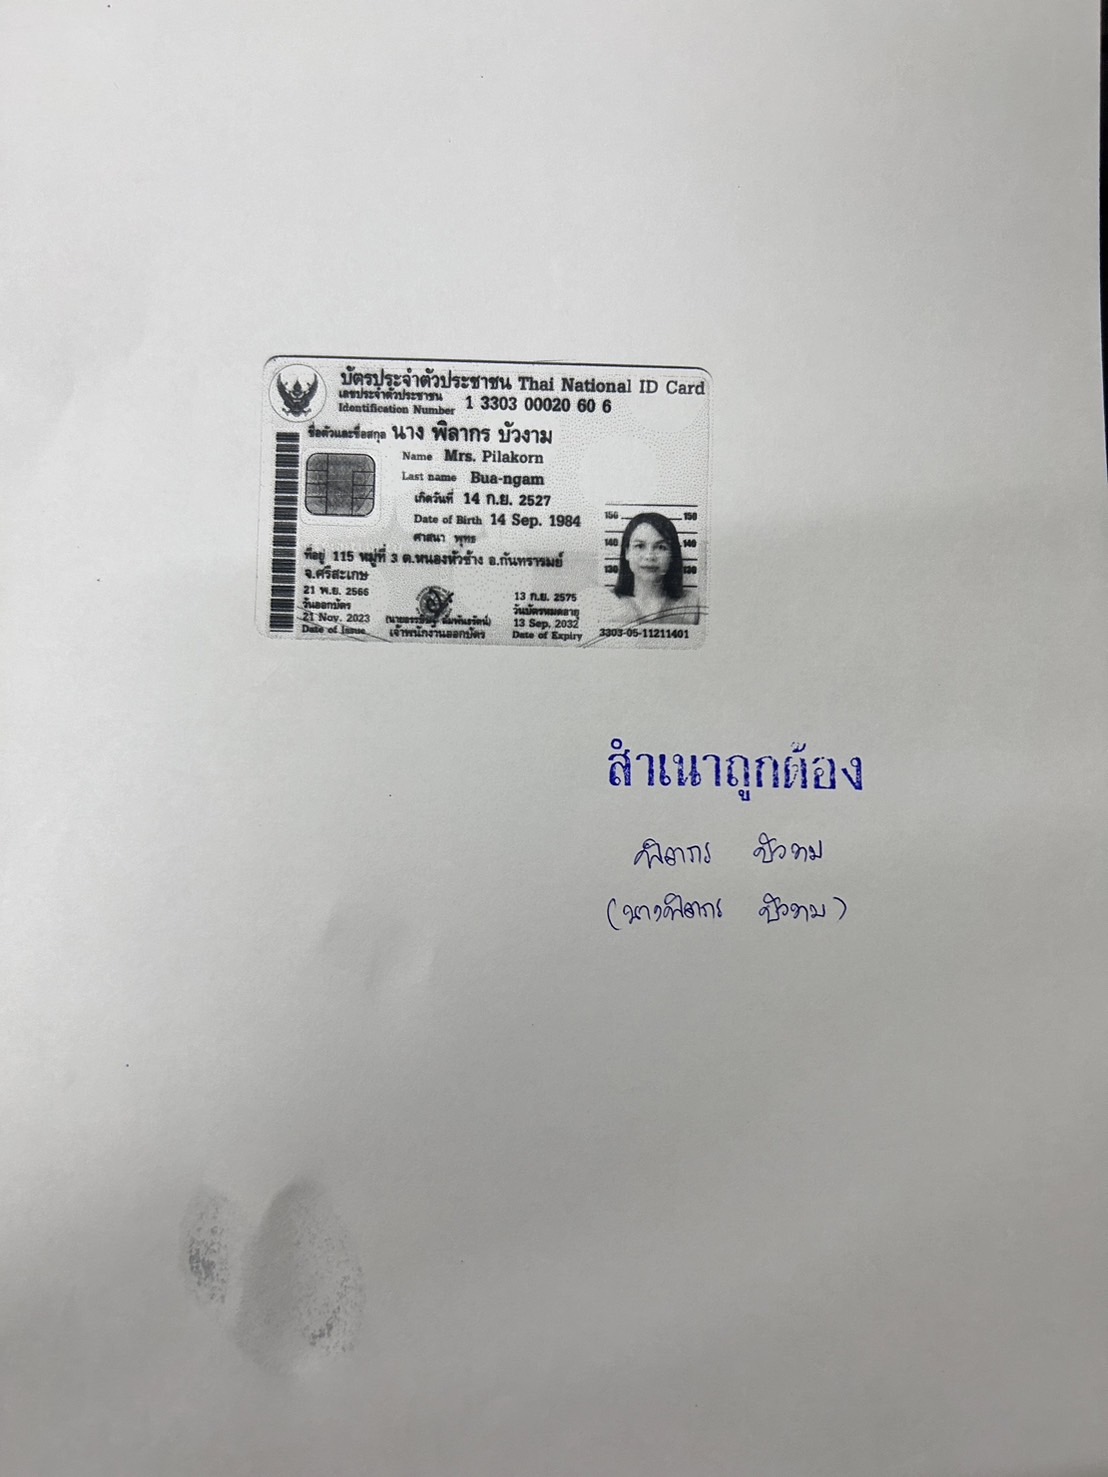 บัตรประจำตัวประชาชน Thai National ID Card
เลขประจำตัวประชาชน
Identification Number 1 3303 00020 60 6
ชื่อตัวและชื่อสกุล นาง พิลากร บัวงาม
Name Mrs. Pilakorn
Last name Bua-ngam
เกิดวันที่ 14 ก.ย. 2527
Date of Birth 14 Sep. 1984
ศาสนา พุทธ
ที่อยู่ 115 หมู่ที่ 3 ต.หนองหัวช้าง อ.กันทรารมย์
จ.ศรีสะเกษ
21 พ.ย. 2566
วันออกบัตร
21 Nov. 2023
Date of Issue
เจ้าพนักงานออกบัตร
13 ก.ย. 2575
วันบัตรหมดอายุ
13 Sep. 2032
Date of Expiry
150 150
140 140
130 130
3303-05-11211401
สำเนาถูกต้อง
พิลากร บัวงาม
(นางพิลากร บัวงาม)